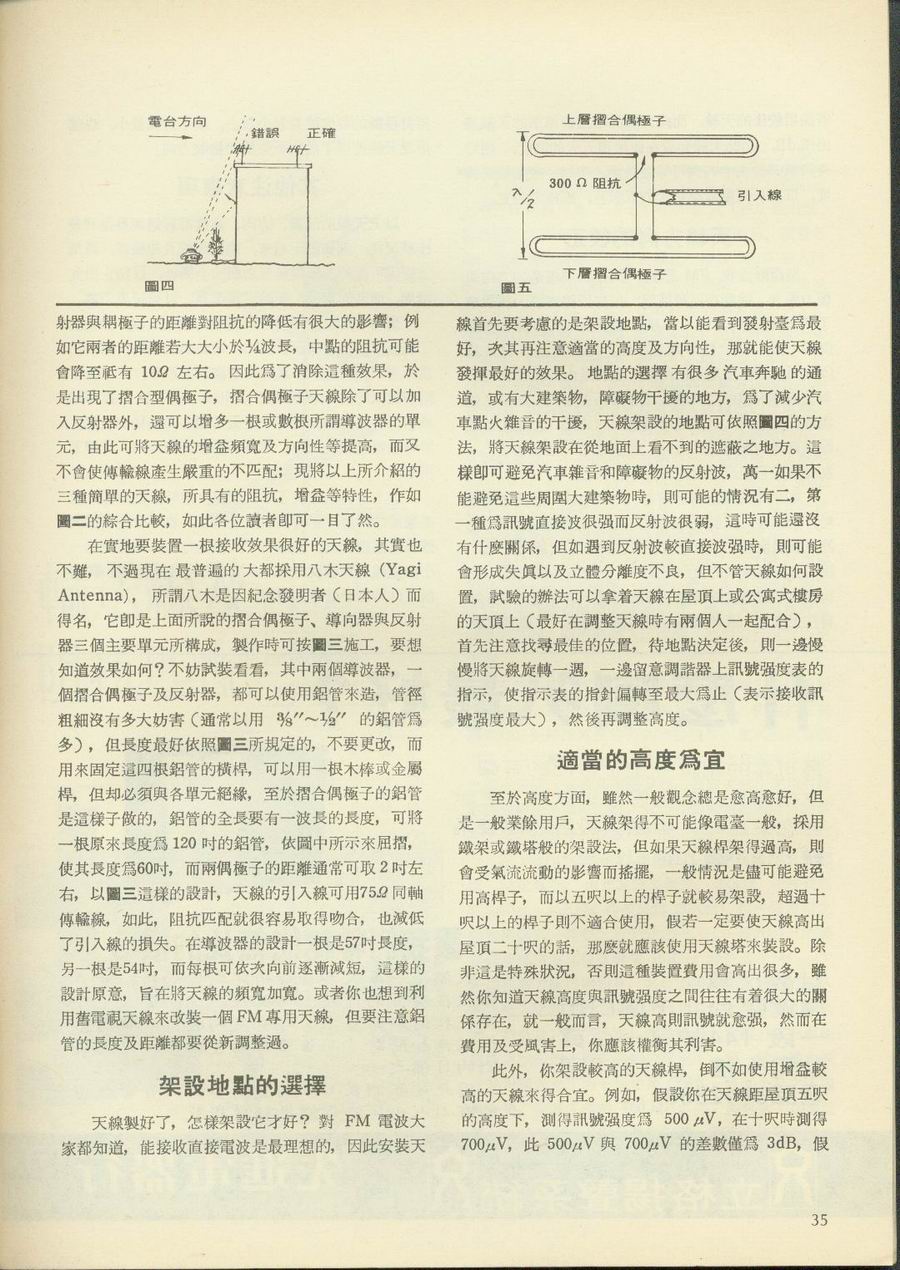 電台方向
錯誤 正確
圖四
上層摺合偶極子
300 Ω 阻抗
λ/2
引入線
下層摺合偶極子
圖五
射器與耦極子的距離對阻抗的降低有很大的影響；例
如它兩者的距離若大大小於¼波長，中點的阻抗可能
會降至祇有 10Ω 左右。因此爲了消除這種效果，於
是出現了摺合型偶極子，摺合偶極子天線除了可以加
入反射器外，還可以增多一根或數根所謂導波器的單
元，由此可將天線的增益頻寬及方向性等提高，而又
不會使傳輸線產生嚴重的不匹配；現將以上所介紹的
三種簡單的天線，所具有的阻抗，增益等特性，作如
圖二的綜合比較，如此各位讀者卽可一目了然。
在實地要裝置一根接收效果很好的天線，其實也
不難，不過現在最普遍的大都採用八木天線（Yagi
Antenna），所謂八木是因紀念發明者（日本人）而
得名，它卽是上面所說的摺合偶極子、導向器與反射
器三個主要單元所構成，製作時可按圖三施工，要想
知道效果如何？不妨試裝看看，其中兩個導波器，一
個摺合偶極子及反射器，都可以使用鋁管來造，管徑
粗細沒有多大妨害（通常以用 ⅜″～½″ 的鋁管爲
多），但長度最好依照圖三所規定的，不要更改，而
用來固定這四根鋁管的橫桿，可以用一根木棒或金屬
桿，但却必須與各單元絕緣，至於摺合偶極子的鋁管
是這樣子做的，鋁管的全長要有一波長的長度，可將
一根原來長度爲 120 吋的鋁管，依圖中所示來屈摺，
使其長度爲60吋，而兩偶極子的距離通常可取 2 吋左
右，以圖三這樣的設計，天線的引入線可用75Ω 同軸
傳輸線，如此，阻抗匹配就很容易取得吻合，也減低
了引入線的損失。在導波器的設計一根是57吋長度，
另一根是54吋，而每根可依次向前逐漸減短，這樣的
設計原意，旨在將天線的頻寬加寬。或者你也想到利
用舊電視天線來改裝一個 FM 專用天線，但要注意鋁
管的長度及距離都要從新調整過。
架設地點的選擇
天線製好了，怎樣架設它才好？對 FM 電波大
家都知道，能接收直接電波是最理想的，因此安裝天
線首先要考慮的是架設地點，當以能看到發射臺爲最
好，次其再注意適當的高度及方向性，那就能使天線
發揮最好的效果。地點的選擇有很多汽車奔馳的通
道，或有大建築物，障礙物干擾的地方，爲了減少汽
車點火雜音的干擾，天線架設的地點可依照圖四的方
法，將天線架設在從地面上看不到的遮蔽之地方。這
樣卽可避免汽車雜音和障礙物的反射波，萬一如果不
能避免這些周圍大建築物時，則可能的情況有二，第
一種爲訊號直接波很强而反射波很弱，這時可能還沒
有什麼關係，但如遇到反射波較直接波强時，則可能
會形成失眞以及立體分離度不良，但不管天線如何設
置，試驗的辦法可以拿着天線在屋頂上或公寓式樓房
的天頂上（最好在調整天線時有兩個人一起配合），
首先注意找尋最佳的位置，待地點決定後，則一邊慢
慢將天線旋轉一週，一邊留意調諧器上訊號强度表的
指示，使指示表的指針偏轉至最大爲止（表示接收訊
號强度最大），然後再調整高度。
適當的高度爲宜
至於高度方面，雖然一般觀念總是愈高愈好，但
是一般業餘用戶，天線架得不可能像電臺一般，採用
鐵架或鐵塔般的架設法，但如果天線桿架得過高，則
會受氣流流動的影響而搖擺，一般情況是儘可能避免
用高桿子，而以五呎以上的桿子就較易架設，超過十
呎以上的桿子則不適合使用，假若一定要使天線高出
屋頂二十呎的話，那麼就應該使用天線塔來裝設。除
非這是特殊狀況，否則這種裝置費用會高出很多，雖
然你知道天線高度與訊號强度之間往往有着很大的關
係存在，就一般而言，天線高則訊號就愈强，然而在
費用及受風害上，你應該權衡其利害。
此外，你架設較高的天線桿，倒不如使用增益較
高的天線來得合宜。例如，假設你在天線距屋頂五呎
的高度下，測得訊號强度爲 500 μV，在十呎時測得
700μV，此 500μV 與 700μV 的差數僅爲 3dB，假
35